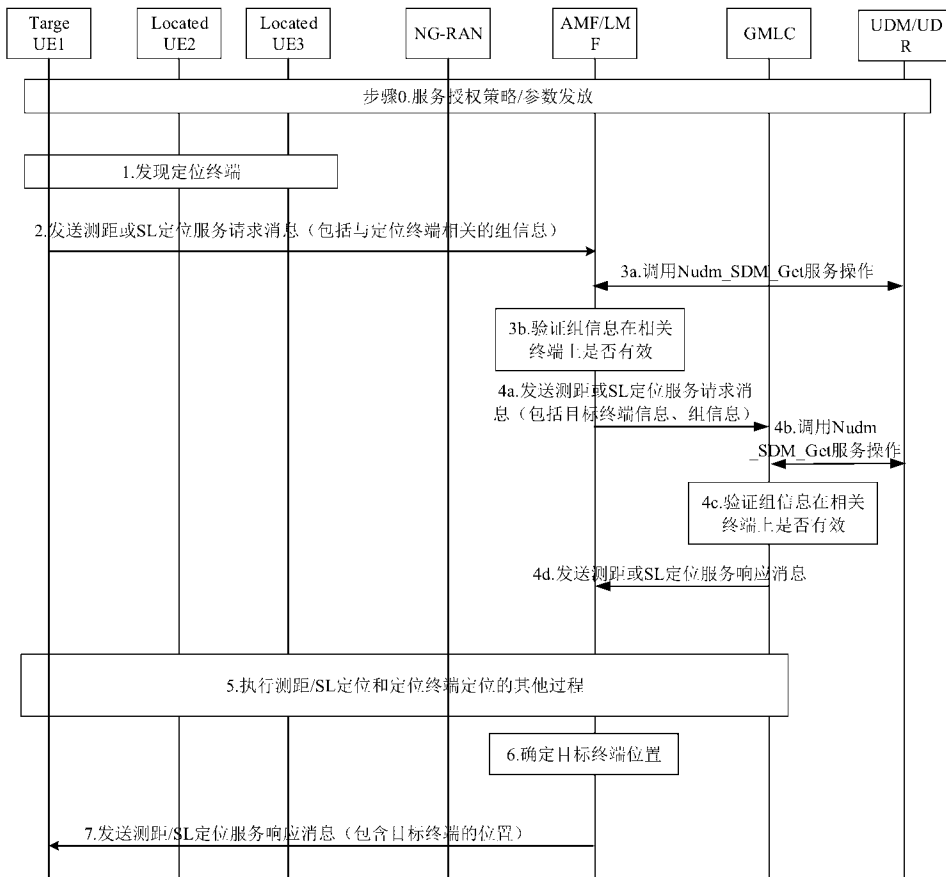 Targe
UE1
Located
UE2
Located
UE3
NG-RAN
AMF/LM
F
GMLC
UDM/UD
R
步骤0.服务授权策略/参数发放
1.发现定位终端
2.发送测距或SL定位服务请求消息（包括与定位终端相关的组信息）
3a.调用Nudm_SDM_Get服务操作
3b.验证组信息在相关
终端上是否有效
4a.发送测距或SL定位服务请求消
息（包括目标终端信息、组信息）
4b.调用Nudm
_SDM_Get服务操作
4c.验证组信息在相关
终端上是否有效
4d.发送测距或SL定位服务响应消息
5.执行测距/SL定位和定位终端定位的其他过程
6.确定目标终端位置
7.发送测距/SL定位服务响应消息（包含目标终端的位置）